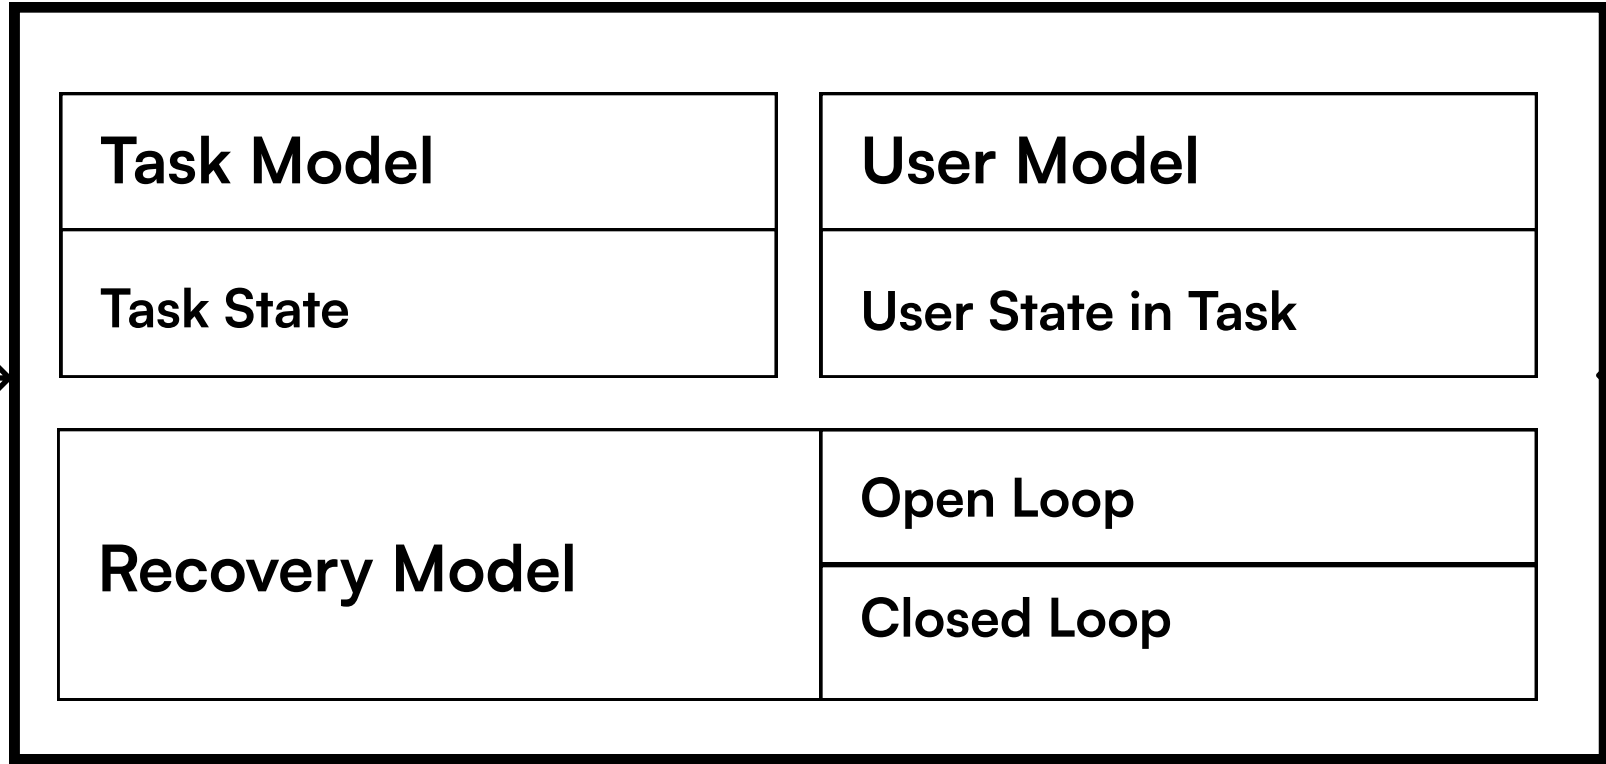 Task Model
User Model
Task State
User State in Task
Recovery Model
Open Loop
Closed Loop